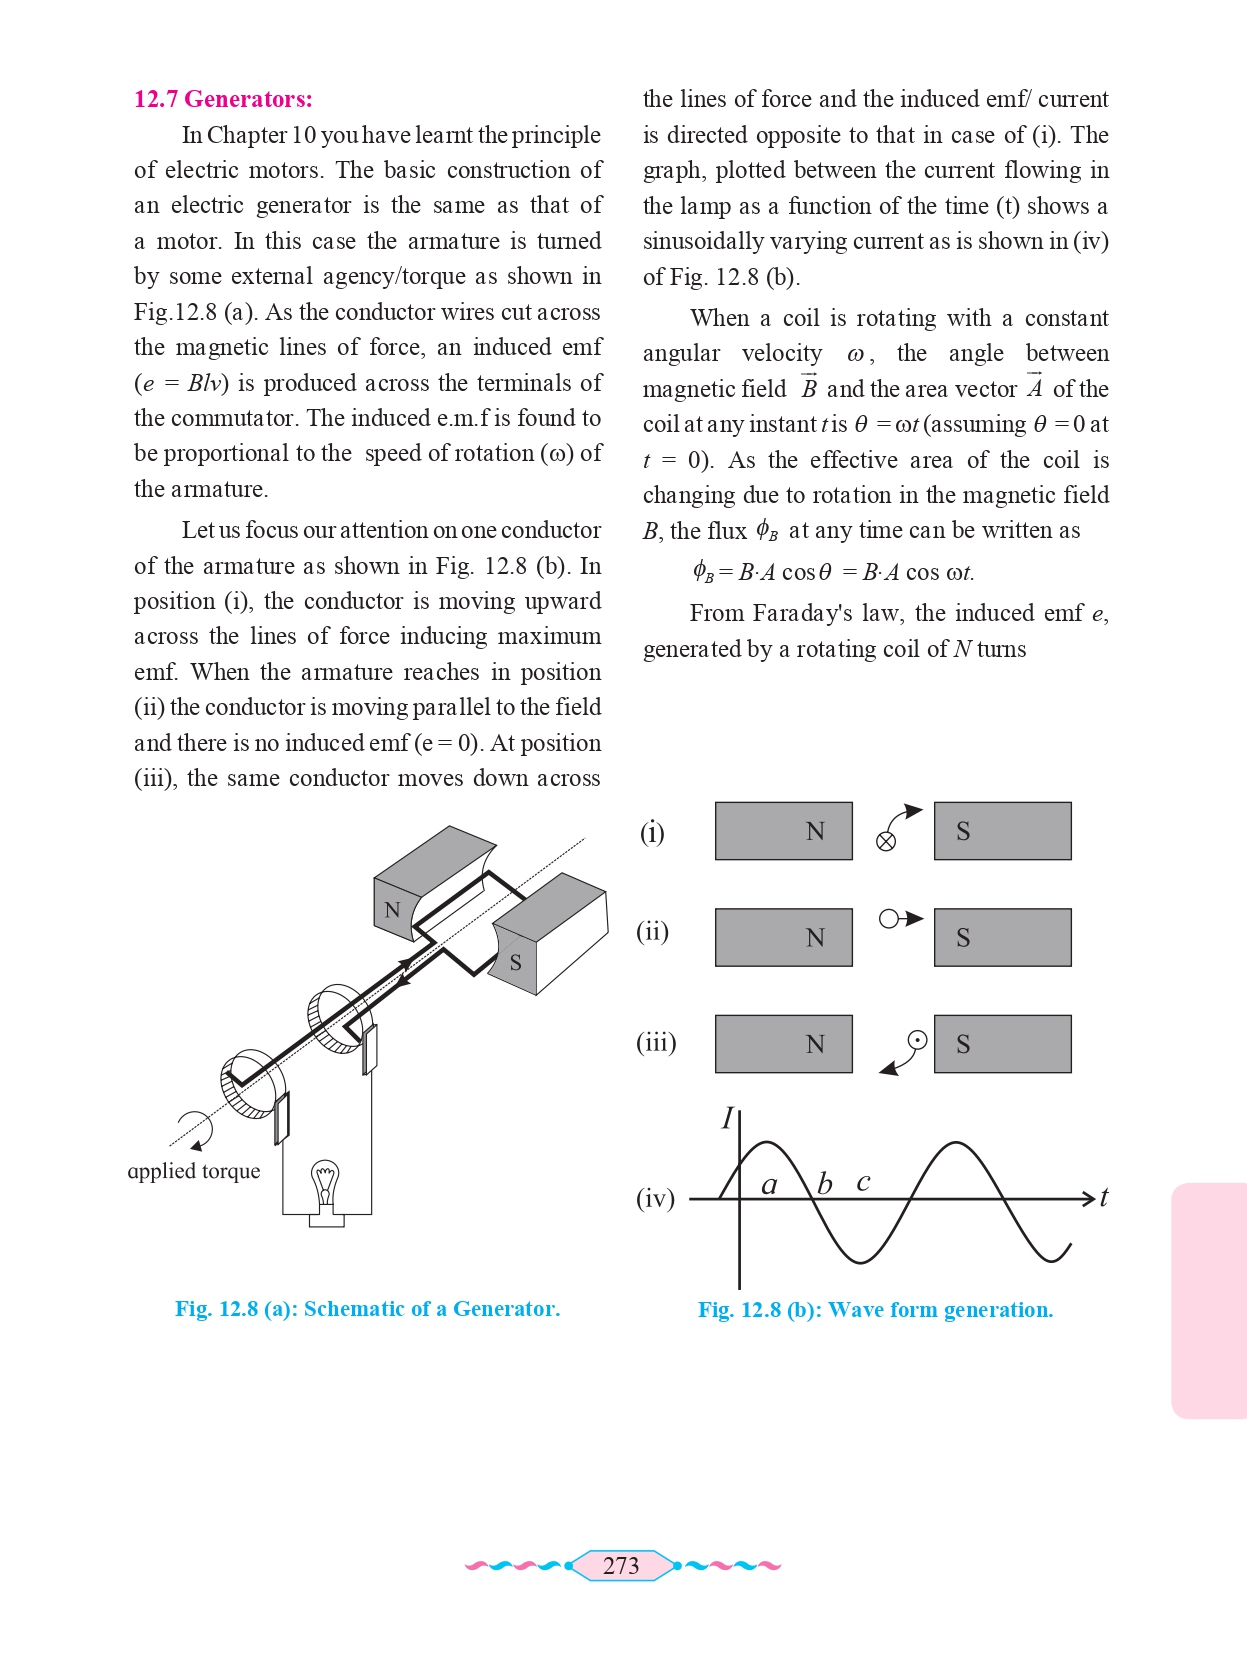 12.7 Generators:
In Chapter 10 you have learnt the principle
of electric motors. The basic construction of
an electric generator is the same as that of
a motor. In this case the armature is turned
by some external agency/torque as shown in
Fig.12.8 (a). As the conductor wires cut across
the magnetic lines of force, an induced emf
(e = Blv) is produced across the terminals of
the commutator. The induced e.m.f is found to
be proportional to the speed of rotation (ω) of
the armature.
Let us focus our attention on one conductor
of the armature as shown in Fig. 12.8 (b). In
position (i), the conductor is moving upward
across the lines of force inducing maximum
emf. When the armature reaches in position
(ii) the conductor is moving parallel to the field
and there is no induced emf (e = 0). At position
(iii), the same conductor moves down across
the lines of force and the induced emf/ current
is directed opposite to that in case of (i). The
graph, plotted between the current flowing in
the lamp as a function of the time (t) shows a
sinusoidally varying current as is shown in (iv)
of Fig. 12.8 (b).
When a coil is rotating with a constant
angular velocity ω, the angle between
magnetic field B⃗ and the area vector A⃗ of the
coil at any instant t is θ = ωt (assuming θ = 0 at
t = 0). As the effective area of the coil is
changing due to rotation in the magnetic field
B, the flux ϕ_B at any time can be written as
ϕ_B = B·A cosθ = B·A cos ωt.
From Faraday's law, the induced emf e,
generated by a rotating coil of N turns
N
S
applied torque
Fig. 12.8 (a): Schematic of a Generator.
(i) N S
(ii) N S
(iii) N S
I
(iv) a b c t
Fig. 12.8 (b): Wave form generation.
273